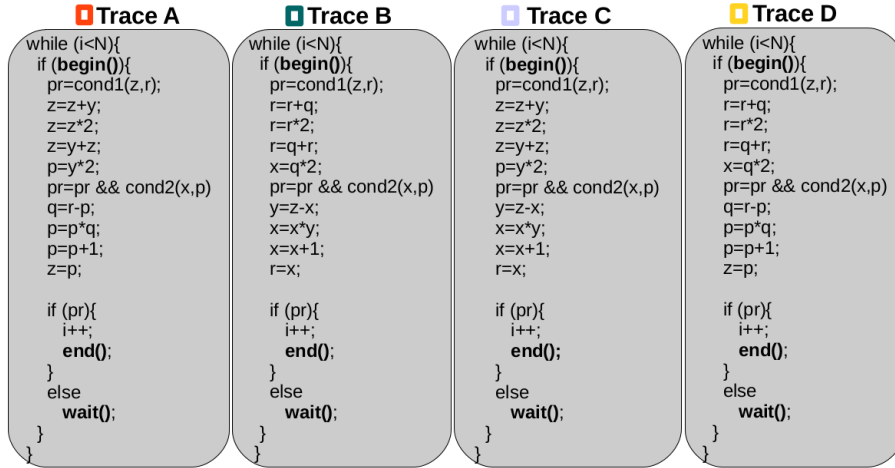 Trace A
while (i<N){
if (begin()){
pr=cond1(z,r);
z=z+y;
z=z*2;
z=y+z;
p=y*2;
pr=pr && cond2(x,p)
q=r-p;
p=p*q;
p=p+1;
z=p;
if (pr){
i++;
end();
}
else
wait();
}
}
Trace B
while (i<N){
if (begin()){
pr=cond1(z,r);
r=r+q;
r=r*2;
r=q+r;
x=q*2;
pr=pr && cond2(x,p)
y=z-x;
x=x*y;
x=x+1;
r=x;
if (pr){
i++;
end();
}
else
wait();
}
}
Trace C
while (i<N){
if (begin()){
pr=cond1(z,r);
z=z+y;
z=z*2;
z=y+z;
p=y*2;
pr=pr && cond2(x,p)
y=z-x;
x=x*y;
x=x+1;
r=x;
if (pr){
i++;
end();
}
else
wait();
}
}
Trace D
while (i<N){
if (begin()){
pr=cond1(z,r);
r=r+q;
r=r*2;
r=q+r;
x=q*2;
pr=pr && cond2(x,p)
q=r-p;
p=p*q;
p=p+1;
z=p;
if (pr){
i++;
end();
}
else
wait();
}
}